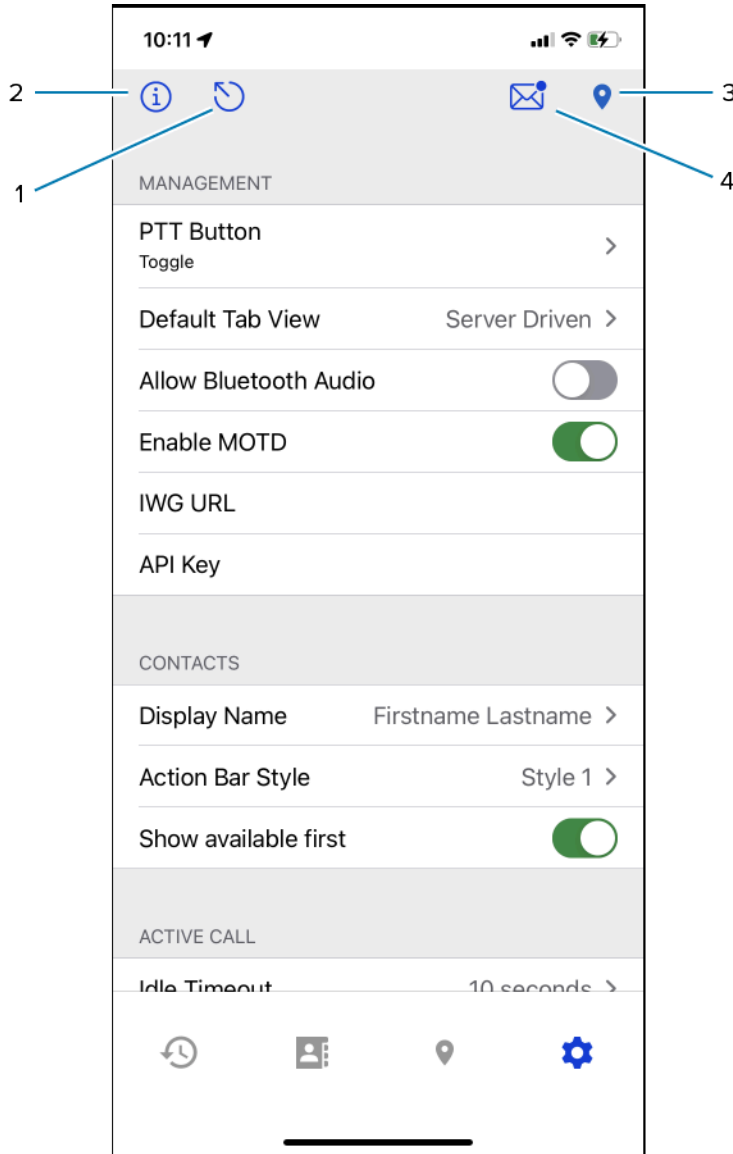 10:11
2
3
1
4
MANAGEMENT
PTT Button
Toggle
Default Tab View Server Driven
Allow Bluetooth Audio
Enable MOTD
IWG URL
API Key
CONTACTS
Display Name Firstname Lastname
Action Bar Style Style 1
Show available first
ACTIVE CALL
Idle Timeout 10 seconds